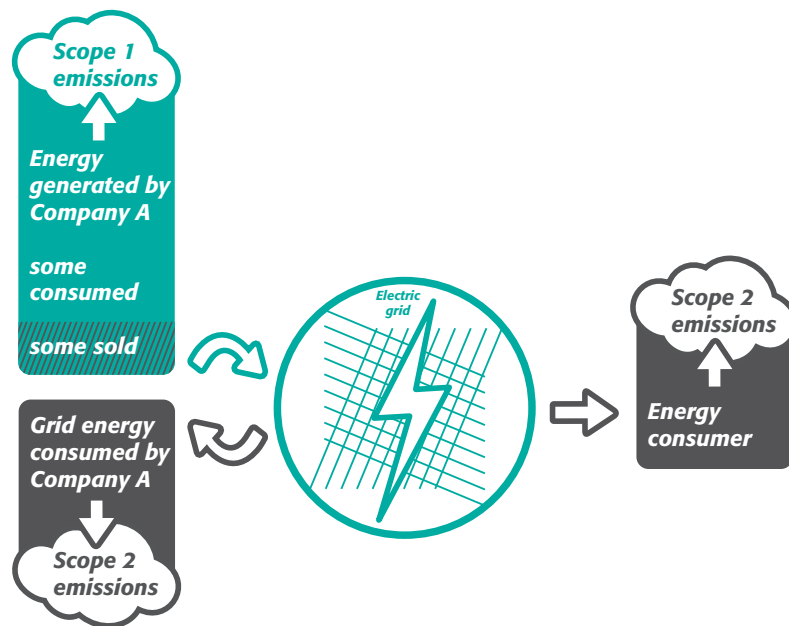 Scope 1
emissions
Energy
generated by
Company A
some
consumed
some sold
Grid energy
consumed by
Company A
Scope 2
emissions
Electric
grid
Scope 2
emissions
Energy
consumer